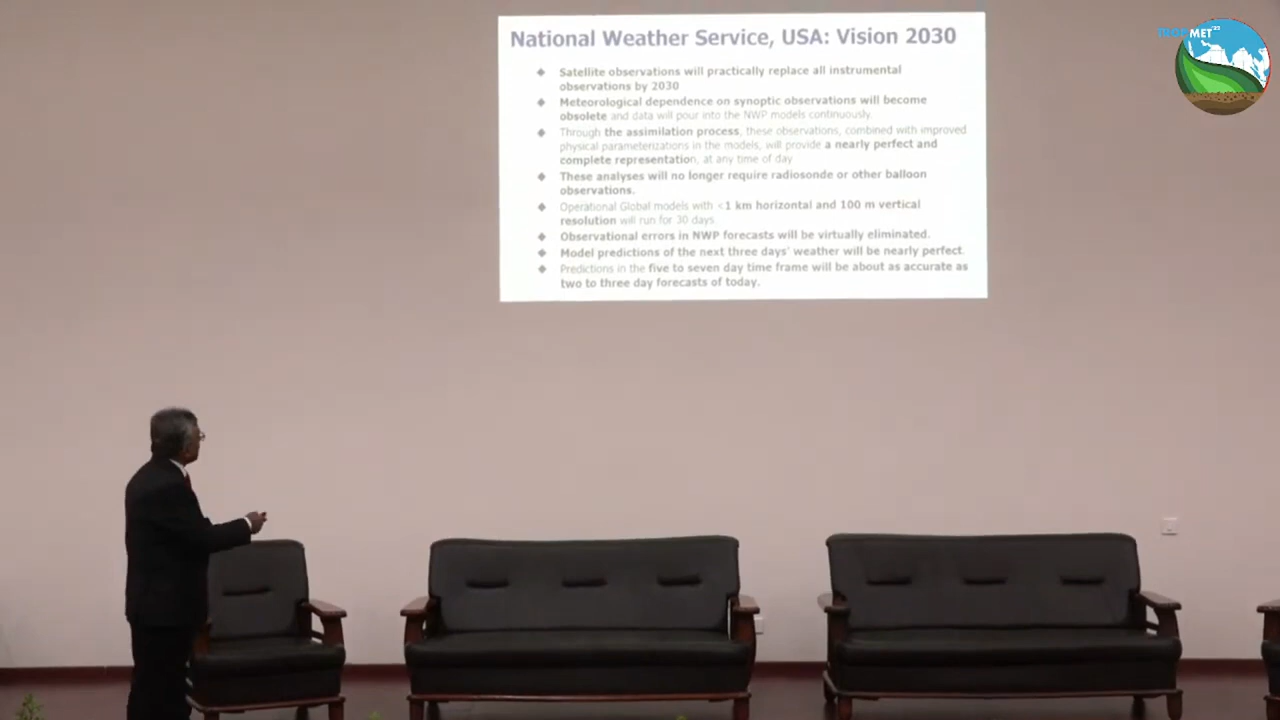 National Weather Service, USA: Vision 2030
Satellite observations will practically replace all instrumental
observations by 2030
Meteorological dependence on synoptic observations will become
obsolete and data will pour into the NWP models continuously.
Through the assimilation process, these observations, combined with improved
physical parameterizations in the models, will provide a nearly perfect and
complete representation, at any time of day
These analyses will no longer require radiosonde or other balloon
observations.
Operational Global models with <1 km horizontal and 100 m vertical
resolution will run for 30 days.
Observational errors in NWP forecasts will be virtually eliminated.
Model predictions of the next three days' weather will be nearly perfect.
Predictions in the five to seven day time frame will be about as accurate as
two to three day forecasts of today.
TROPMET'22